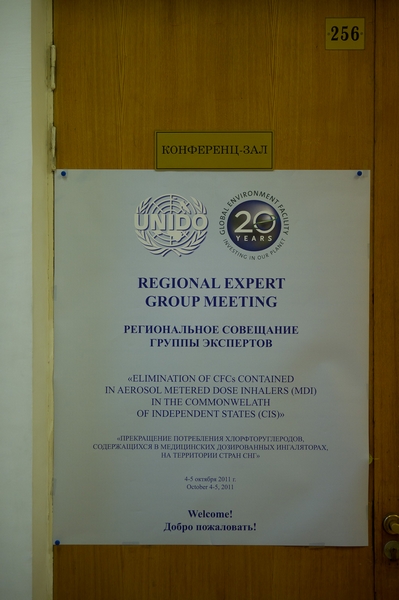 256
КОНФЕРЕНЦ-ЗАЛ
UNIDO
GLOBAL ENVIRONMENT FACILITY
20
YEARS
INVESTING IN OUR PLANET
REGIONAL EXPERT
GROUP MEETING
РЕГИОНАЛЬНОЕ СОВЕЩАНИЕ
ГРУППЫ ЭКСПЕРТОВ
«ELIMINATION OF CFCs CONTAINED
IN AEROSOL METERED DOSE INHALERS (MDI)
IN THE COMMONWELATH
OF INDEPENDENT STATES (CIS)»
«ПРЕКРАЩЕНИЕ ПОТРЕБЛЕНИЯ ХЛОРФТОРУГЛЕРОДОВ,
СОДЕРЖАЩИХСЯ В МЕДИЦИНСКИХ ДОЗИРОВАННЫХ ИНГАЛЯТОРАХ,
НА ТЕРРИТОРИИ СТРАН СНГ»
4-5 октября 2011 г.
October 4-5, 2011
Welcome!
Добро пожаловать!